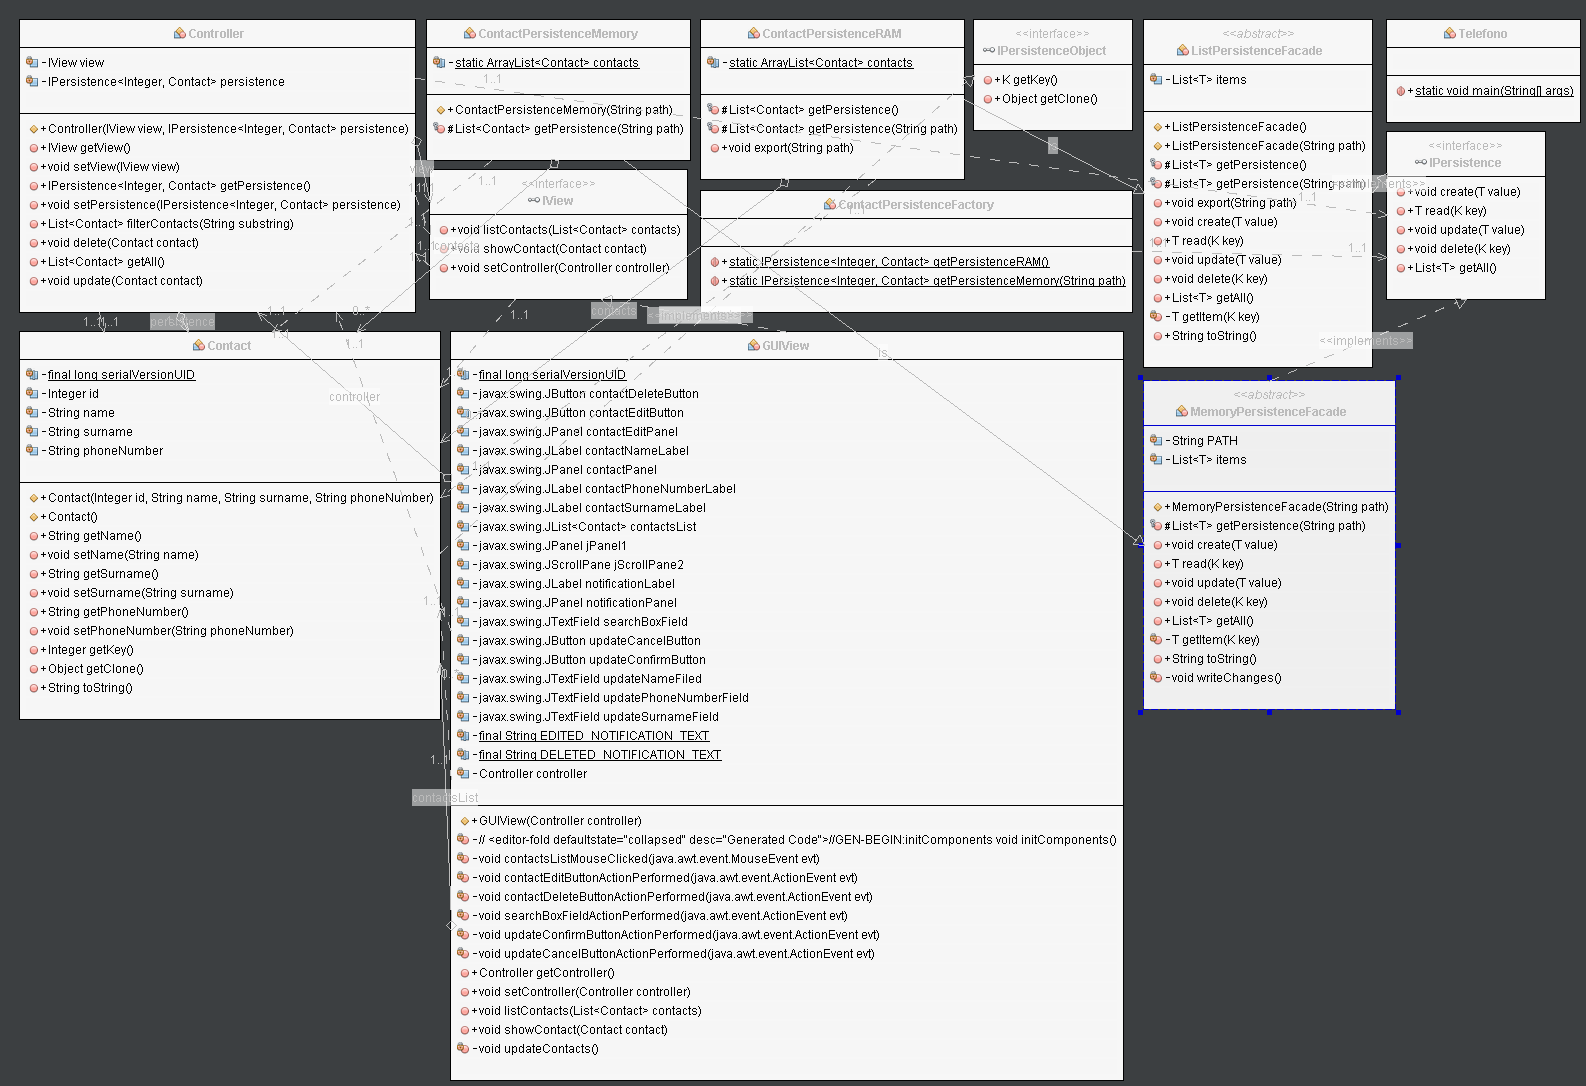 Controller
- IView view
- IPersistence<Integer, Contact> persistence
+ Controller(IView view, IPersistence<Integer, Contact> persistence)
+ IView getView()
+ void setView(IView view)
+ IPersistence<Integer, Contact> getPersistence()
+ void setPersistence(IPersistence<Integer, Contact> persistence)
+ List<Contact> filterContacts(String substring)
+ void delete(Contact contact)
+ List<Contact> getAll()
+ void update(Contact contact)
ContactPersistenceMemory
- static ArrayList<Contact> contacts
1..1
+ ContactPersistenceMemory(String path)
# List<Contact> getPersistence(String path)
ContactPersistenceRAM
- static ArrayList<Contact> contacts
# List<Contact> getPersistence()
# List<Contact> getPersistence(String path)
+ void export(String path)
<<interface>>
IPersistenceObject
+ K getKey()
+ Object getClone()
<<abstract>>
ListPersistenceFacade
- List<T> items
+ ListPersistenceFacade()
+ ListPersistenceFacade(String path)
# List<T> getPersistence()
# List<T> getPersistence(String path)
+ void export(String path)
+ void create(T value)
+ T read(K key)
+ void update(T value)
+ void delete(K key)
+ List<T> getAll()
- T getItem(K key)
+ String toString()
Telefono
+ static void main(String[] args)
<<interface>>
IPersistence
+ void create(T value)
+ T read(K key)
+ void update(T value)
+ void delete(K key)
+ List<T> getAll()
1..1
1..1
<<implements>>
1..1
<<interface>>
IView
+ void listContacts(List<Contact> contacts)
+ void showContact(Contact contact)
+ void setController(Controller controller)
ContactPersistenceFactory
+ static IPersistence<Integer, Contact> getPersistenceRAM()
+ static IPersistence<Integer, Contact> getPersistenceMemory(String path)
persistence
1..1
0..*
1..1
1..1
contacts
<<implements>>
is
controller
Contact
- final long serialVersionUID
- Integer id
- String name
- String surname
- String phoneNumber
+ Contact(Integer id, String name, String surname, String phoneNumber)
+ Contact()
+ String getName()
+ void setName(String name)
+ String getSurname()
+ void setSurname(String surname)
+ String getPhoneNumber()
+ void setPhoneNumber(String phoneNumber)
+ Integer getKey()
+ Object getClone()
+ String toString()
contactsList
GUIView
- final long serialVersionUID
- javax.swing.JButton contactDeleteButton
- javax.swing.JButton contactEditButton
- javax.swing.JPanel contactEditPanel
- javax.swing.JLabel contactNameLabel
- javax.swing.JPanel contactPanel
- javax.swing.JLabel contactPhoneNumberLabel
- javax.swing.JLabel contactSurnameLabel
- javax.swing.JList<Contact> contactsList
- javax.swing.JPanel jPanel1
- javax.swing.JScrollPane jScrollPane2
- javax.swing.JLabel notificationLabel
- javax.swing.JPanel notificationPanel
- javax.swing.JTextField searchBoxField
- javax.swing.JButton updateCancelButton
- javax.swing.JButton updateConfirmButton
- javax.swing.JTextField updateNameFiled
- javax.swing.JTextField updatePhoneNumberField
- javax.swing.JTextField updateSurnameField
- final String EDITED_NOTIFICATION_TEXT
- final String DELETED_NOTIFICATION_TEXT
- Controller controller
+ GUIView(Controller controller)
- // <editor-fold defaultstate="collapsed" desc="Generated Code">//GEN-BEGIN:initComponents void initComponents()
- void contactsListMouseClicked(java.awt.event.MouseEvent evt)
- void contactEditButtonActionPerformed(java.awt.event.ActionEvent evt)
- void contactDeleteButtonActionPerformed(java.awt.event.ActionEvent evt)
- void searchBoxFieldActionPerformed(java.awt.event.ActionEvent evt)
- void updateConfirmButtonActionPerformed(java.awt.event.ActionEvent evt)
- void updateCancelButtonActionPerformed(java.awt.event.ActionEvent evt)
+ Controller getController()
+ void setController(Controller controller)
+ void listContacts(List<Contact> contacts)
+ void showContact(Contact contact)
- void updateContacts()
<<implements>>
<<abstract>>
MemoryPersistenceFacade
- String PATH
- List<T> items
+ MemoryPersistenceFacade(String path)
# List<T> getPersistence(String path)
+ void create(T value)
+ T read(K key)
+ void update(T value)
+ void delete(K key)
+ List<T> getAll()
- T getItem(K key)
+ String toString()
- void writeChanges()